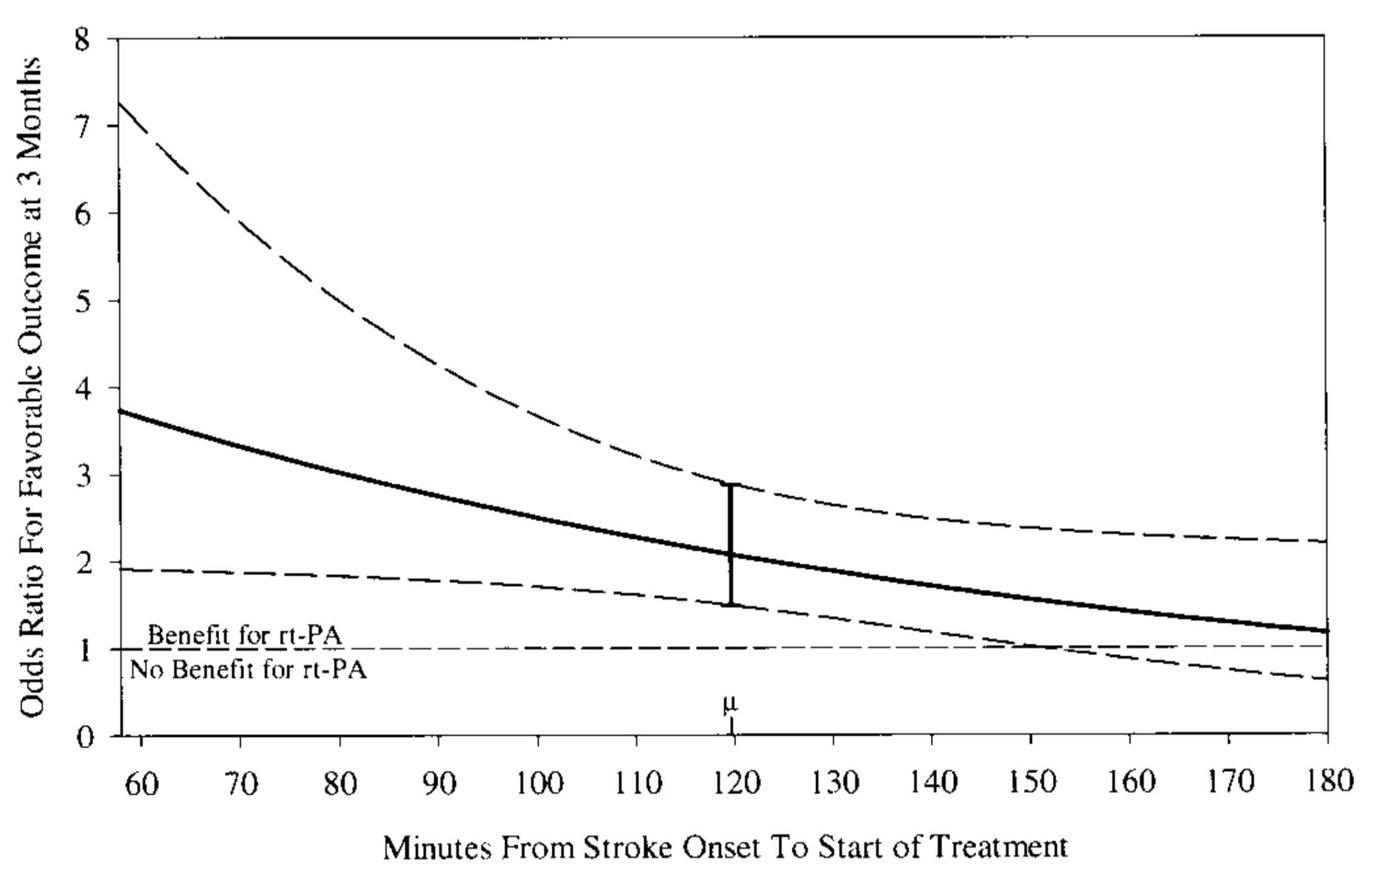 Odds Ratio For Favorable Outcome at 3 Months
8
7
6
5
4
3
2
1
0
Benefit for rt-PA
No Benefit for rt-PA
μ
60 70 80 90 100 110 120 130 140 150 160 170 180
Minutes From Stroke Onset To Start of Treatment